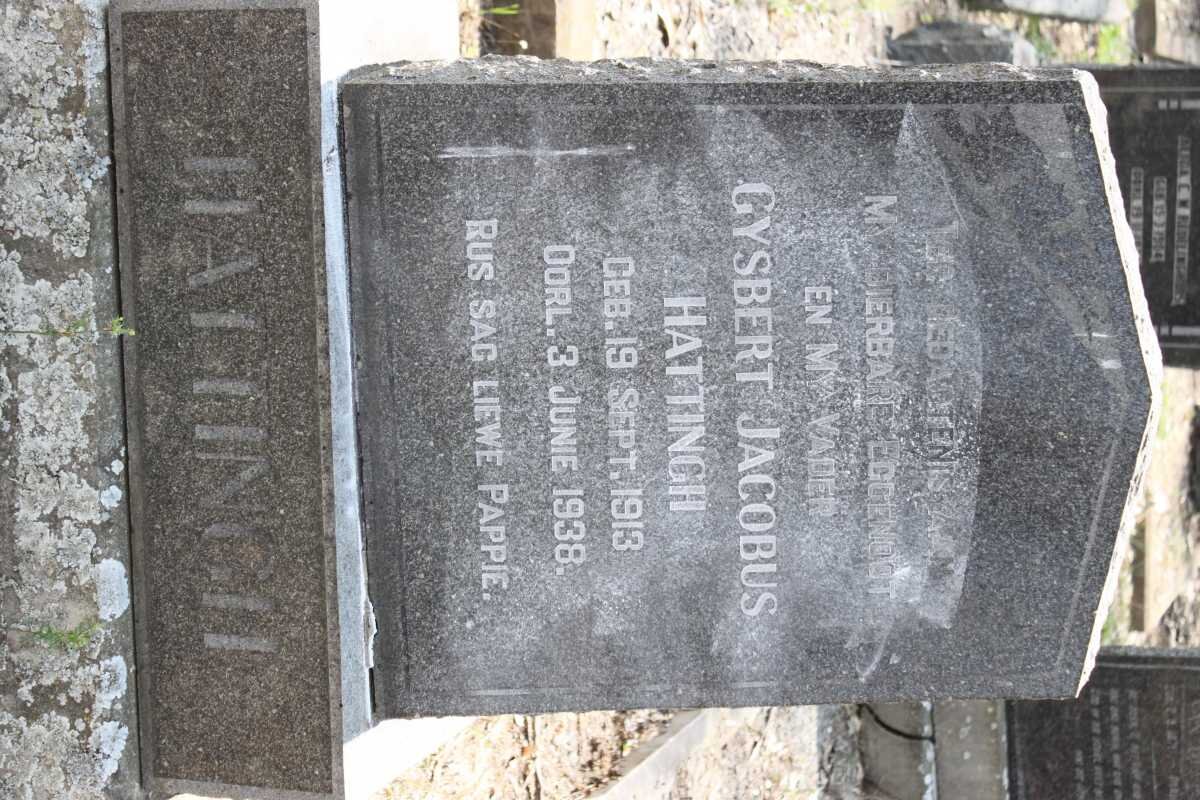 TER GEDAGTENIS AAN
MY DIERBARE EGGENOOT
EN MY VADER
GYSBERT JACOBUS
HATTINGH
GEB. 19 SEPT. 1913
OORL. 3 JUNE 1938.
RUS SAG LIEWE PAPPIE.
HATTINGH